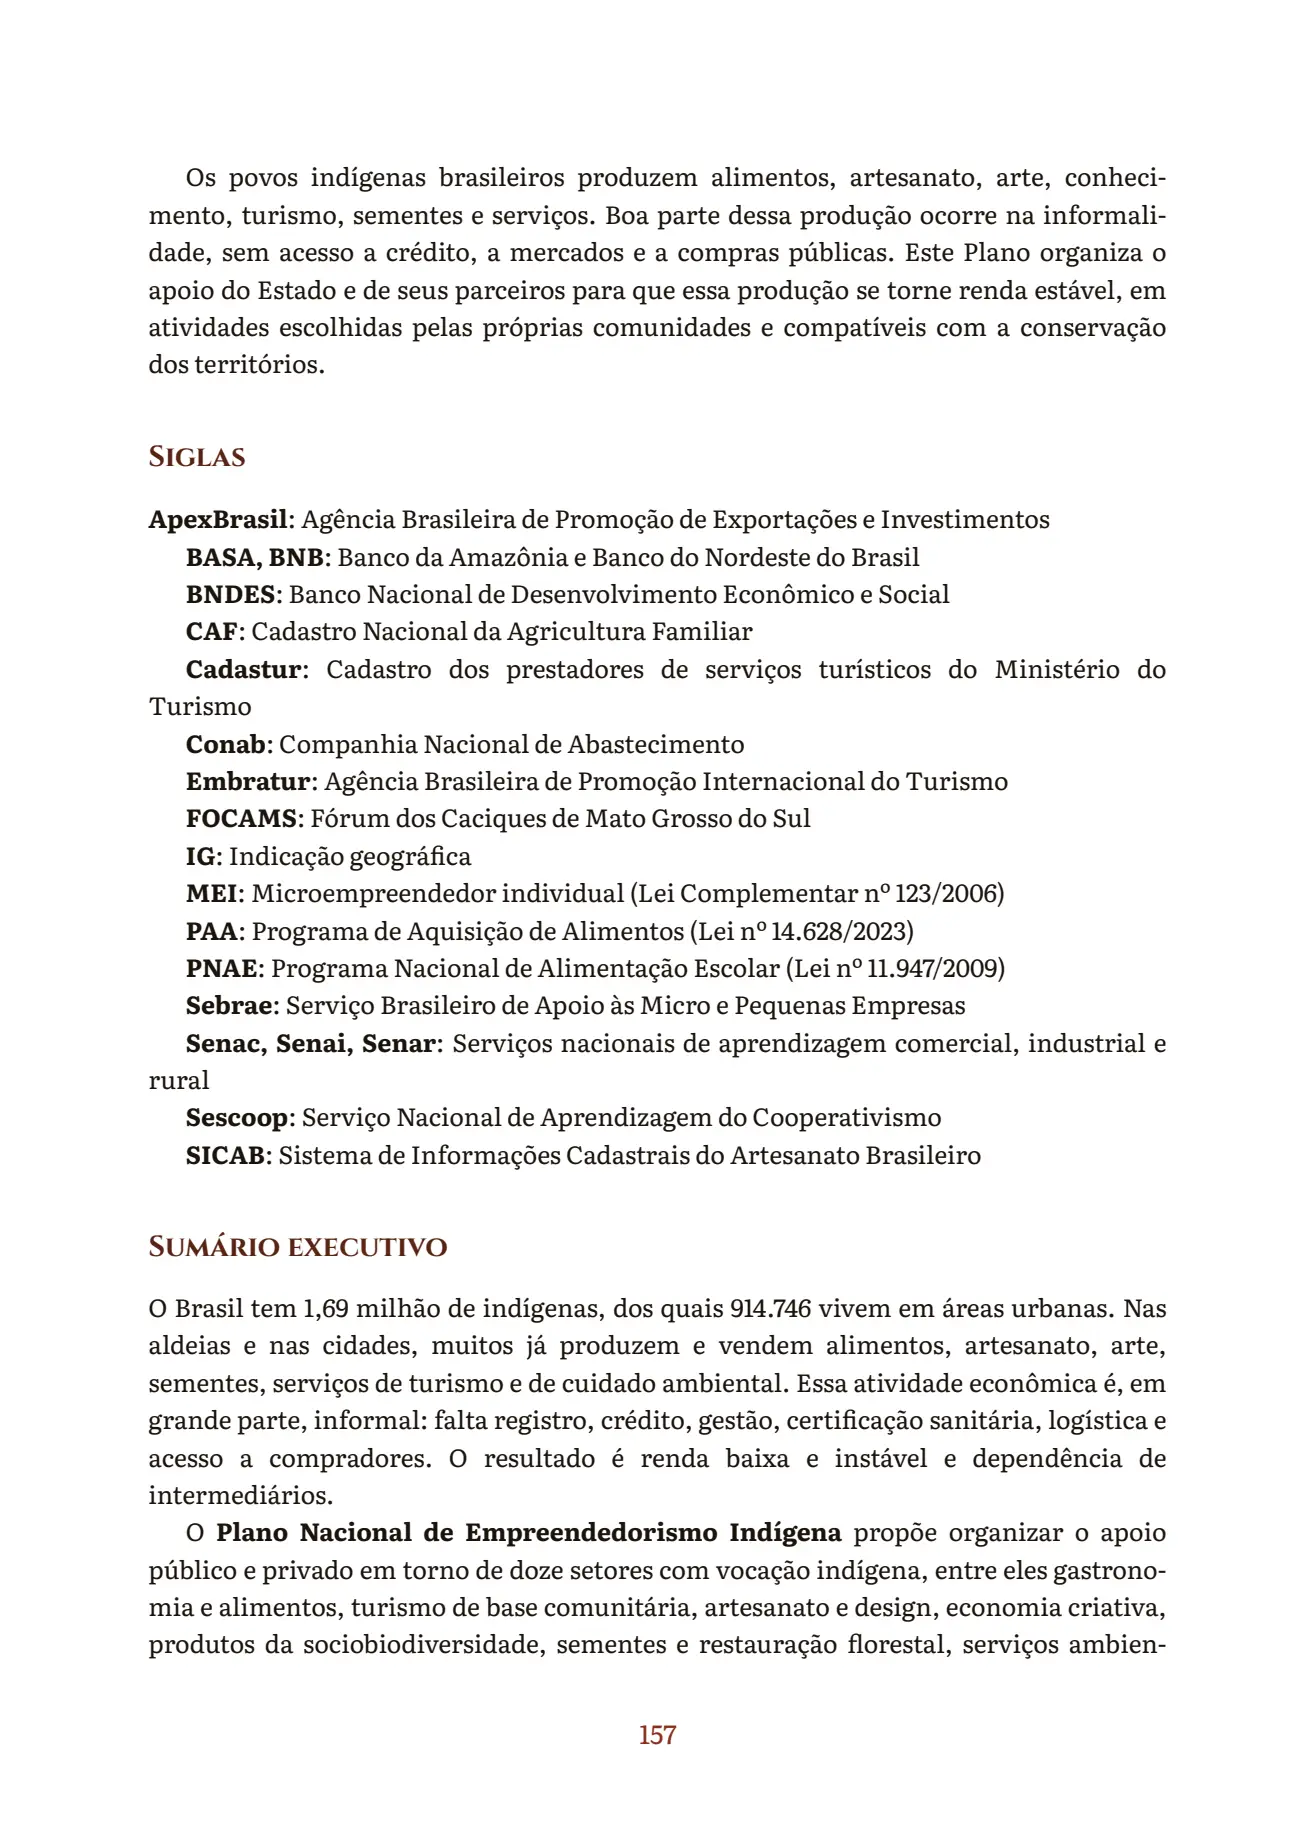 Os povos indígenas brasileiros produzem alimentos, artesanato, arte, conheci-
mento, turismo, sementes e serviços. Boa parte dessa produção ocorre na informali-
dade, sem acesso a crédito, a mercados e a compras públicas. Este Plano organiza o
apoio do Estado e de seus parceiros para que essa produção se torne renda estável, em
atividades escolhidas pelas próprias comunidades e compatíveis com a conservação
dos territórios.
Siglas
ApexBrasil: Agência Brasileira de Promoção de Exportações e Investimentos
BASA, BNB: Banco da Amazônia e Banco do Nordeste do Brasil
BNDES: Banco Nacional de Desenvolvimento Econômico e Social
CAF: Cadastro Nacional da Agricultura Familiar
Cadastur: Cadastro dos prestadores de serviços turísticos do Ministério do
Turismo
Conab: Companhia Nacional de Abastecimento
Embratur: Agência Brasileira de Promoção Internacional do Turismo
FOCAMS: Fórum dos Caciques de Mato Grosso do Sul
IG: Indicação geográfica
MEI: Microempreendedor individual (Lei Complementar nº 123/2006)
PAA: Programa de Aquisição de Alimentos (Lei nº 14.628/2023)
PNAE: Programa Nacional de Alimentação Escolar (Lei nº 11.947/2009)
Sebrae: Serviço Brasileiro de Apoio às Micro e Pequenas Empresas
Senac, Senai, Senar: Serviços nacionais de aprendizagem comercial, industrial e
rural
Sescoop: Serviço Nacional de Aprendizagem do Cooperativismo
SICAB: Sistema de Informações Cadastrais do Artesanato Brasileiro
Sumário executivo
O Brasil tem 1,69 milhão de indígenas, dos quais 914.746 vivem em áreas urbanas. Nas
aldeias e nas cidades, muitos já produzem e vendem alimentos, artesanato, arte,
sementes, serviços de turismo e de cuidado ambiental. Essa atividade econômica é, em
grande parte, informal: falta registro, crédito, gestão, certificação sanitária, logística e
acesso a compradores. O resultado é renda baixa e instável e dependência de
intermediários.
O Plano Nacional de Empreendedorismo Indígena propõe organizar o apoio
público e privado em torno de doze setores com vocação indígena, entre eles gastrono-
mia e alimentos, turismo de base comunitária, artesanato e design, economia criativa,
produtos da sociobiodiversidade, sementes e restauração florestal, serviços ambien-
157